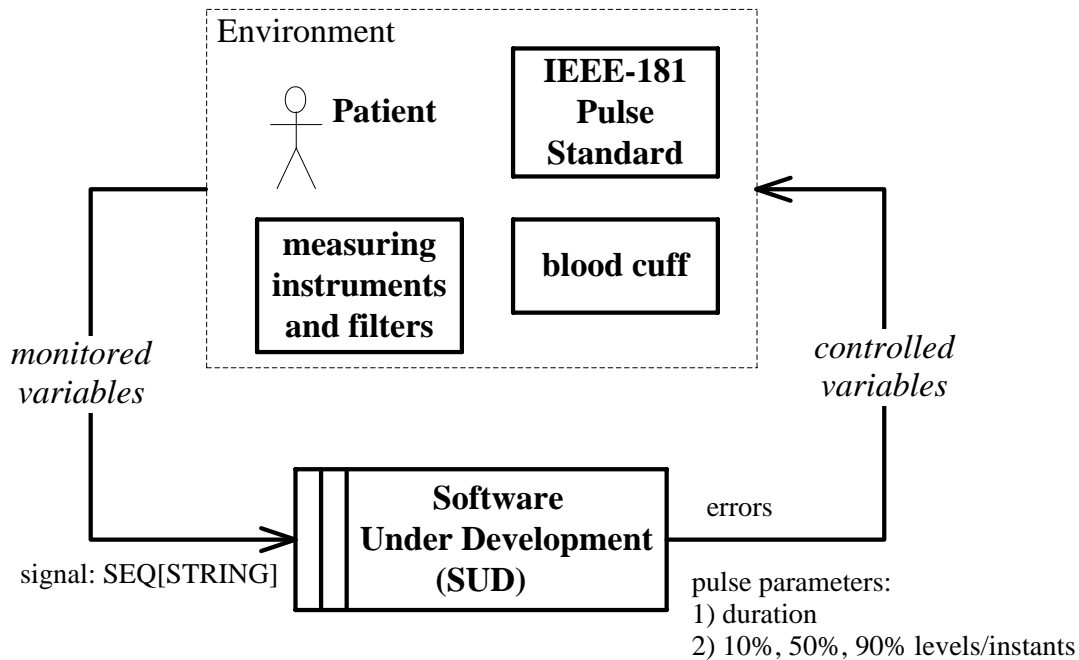 Environment
Patient
IEEE-181
Pulse
Standard
measuring
instruments
and filters
blood cuff
monitored
variables
controlled
variables
Software
Under Development
(SUD)
signal: SEQ[STRING]
errors
pulse parameters:
1) duration
2) 10%, 50%, 90% levels/instants